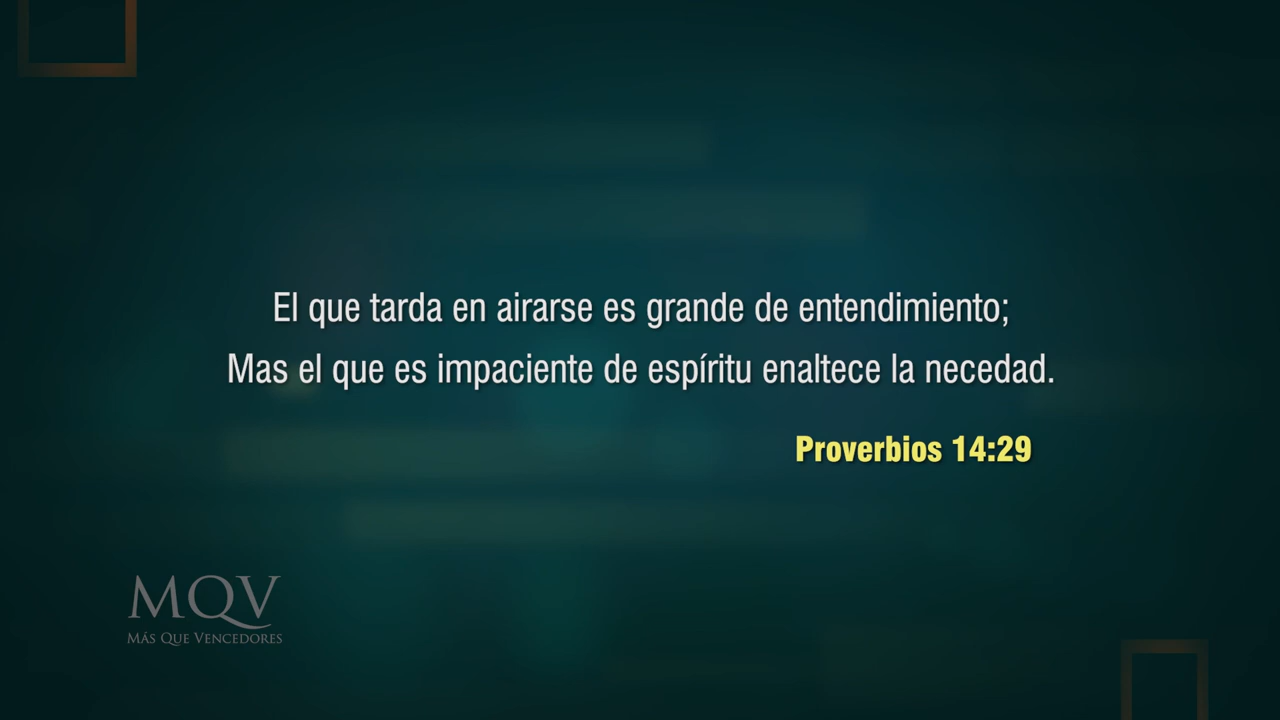 El que tarda en airarse es grande de entendimiento;
Mas el que es impaciente de espíritu enaltece la necedad.
Proverbios 14:29
MQV
MÁS QUE VENCEDORES